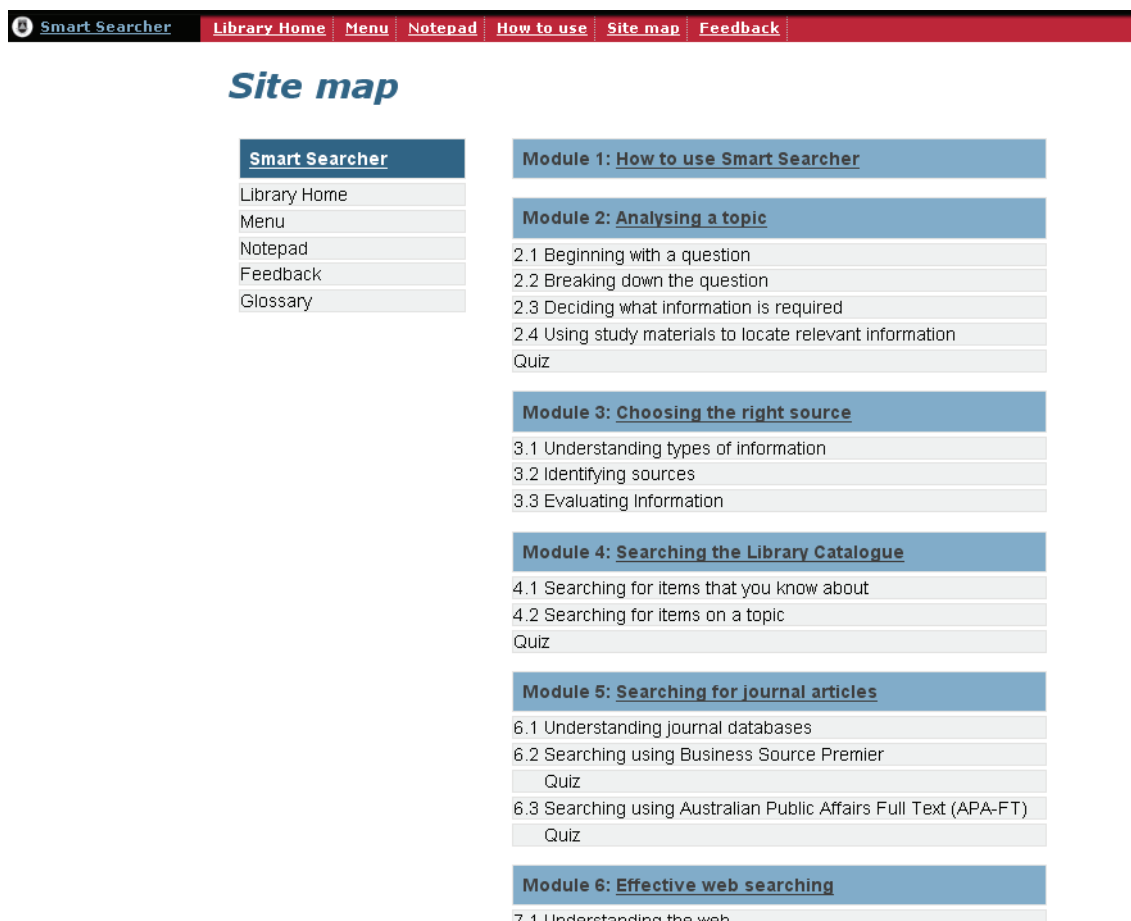 Smart Searcher Library Home Menu Notepad How to use Site map Feedback
Site map
Smart Searcher
Library Home
Menu
Notepad
Feedback
Glossary
Module 1: How to use Smart Searcher
Module 2: Analysing a topic
2.1 Beginning with a question
2.2 Breaking down the question
2.3 Deciding what information is required
2.4 Using study materials to locate relevant information
Quiz
Module 3: Choosing the right source
3.1 Understanding types of information
3.2 Identifying sources
3.3 Evaluating Information
Module 4: Searching the Library Catalogue
4.1 Searching for items that you know about
4.2 Searching for items on a topic
Quiz
Module 5: Searching for journal articles
6.1 Understanding journal databases
6.2 Searching using Business Source Premier
Quiz
6.3 Searching using Australian Public Affairs Full Text (APA-FT)
Quiz
Module 6: Effective web searching
7.1 Understanding the web